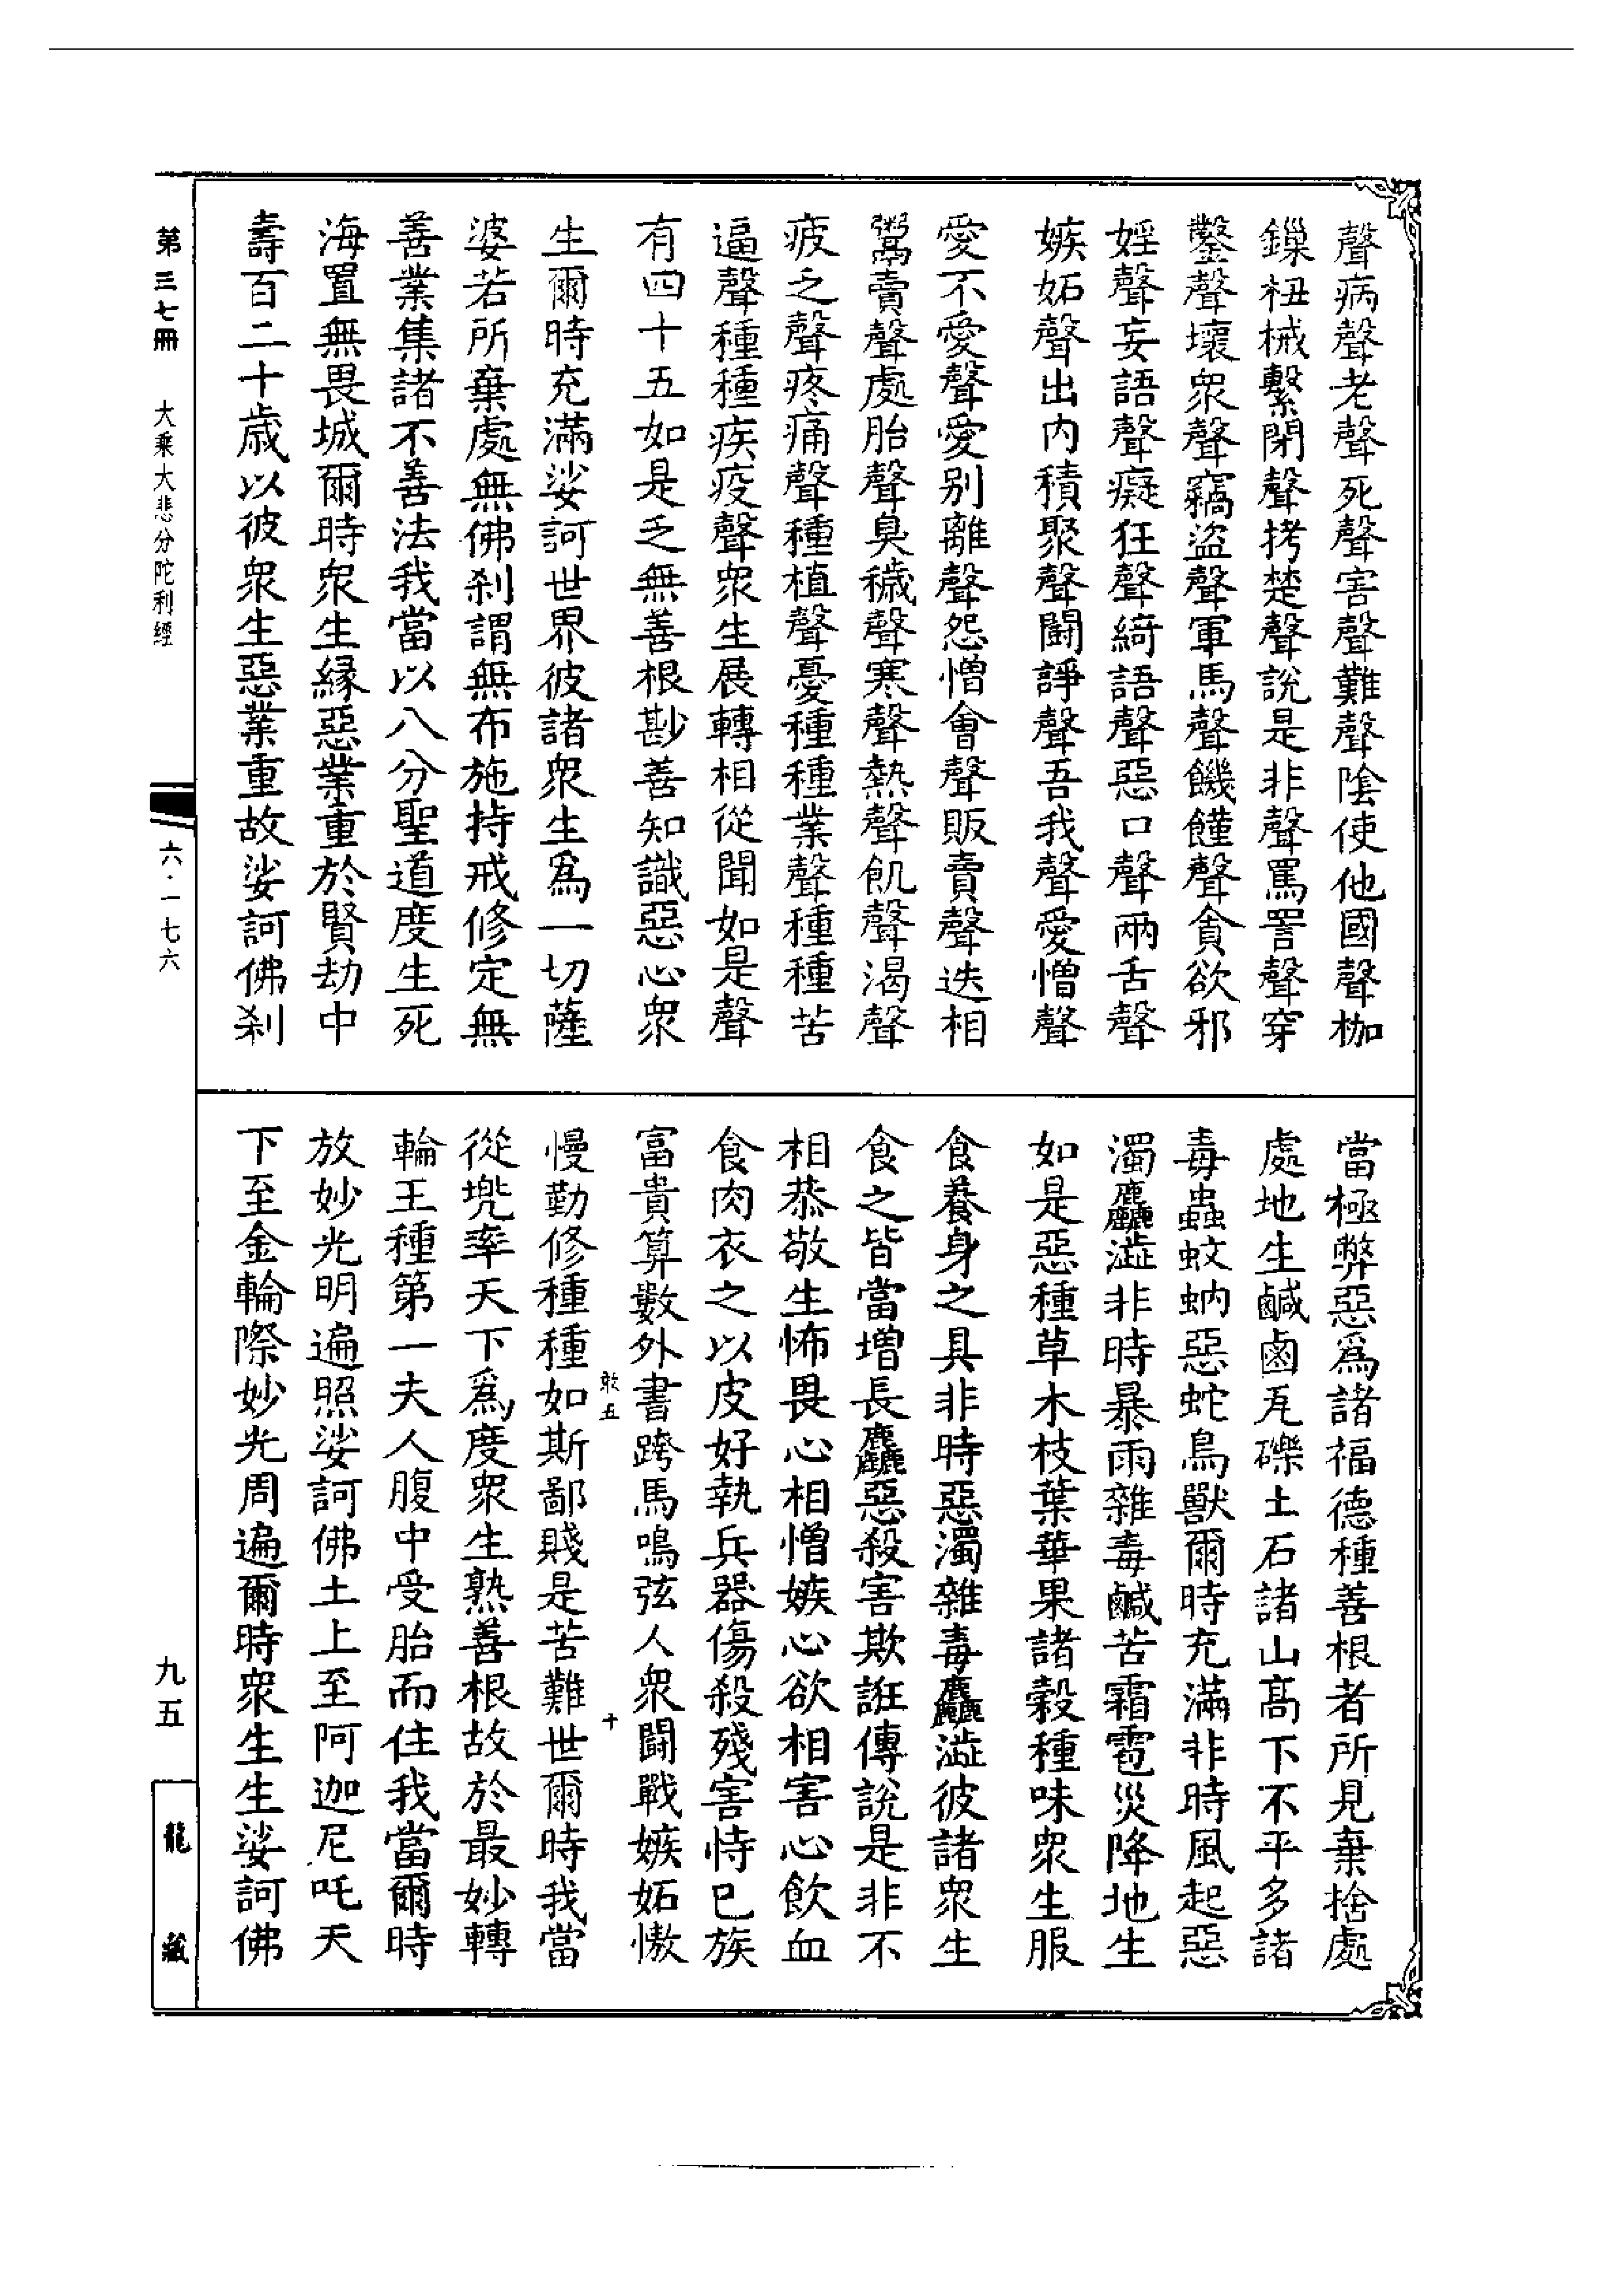 聲病聲老聲死聲害聲難聲陰使他國聲枷
鏁杻械繫閉聲拷楚聲說是非聲罵詈聲穿
鑿聲壞衆聲竊盜聲軍馬聲饑饉聲貪欲邪
婬聲妄語聲癡狂聲綺語聲惡口聲兩舌聲
嫉妬聲出内積聚聲鬪諍聲吾我聲愛憎聲
愛不愛聲愛别離聲怨憎會聲販賣聲迭相
鬻賣聲處胎聲臭穢聲寒聲熱聲飢聲渴聲
疲乏聲疼痛聲種植聲憂種種業聲種種苦
逼聲種種疾疫聲衆生展轉相從聞如是聲
有四十五如是乏無善根尠善知識惡心衆
生爾時充滿娑訶世界彼諸衆生爲一切薩
婆若所棄處無佛刹謂無布施持戒修定無
善業集諸不善法我當以八分聖道度生死
海置無畏城爾時衆生緣惡業重於賢劫中
壽百二十歲以彼衆生惡業重故娑訶佛刹
當極弊惡爲諸福德種善根者所見棄捨處
處地生鹹鹵瓦礫土石諸山髙下不平多諸
毒蟲蚊蚋惡蛇鳥獸爾時充滿非時風起惡
濁麤澁非時暴雨雜毒鹹苦霜雹災降地生
如是惡種草木枝葉華果諸穀種味衆生服
食養身之具非時惡濁雜毒麤澁彼諸衆生
食之皆當增長麤惡殺害欺誑傳說是非不
相恭敬生怖畏心相憎嫉心欲相害心飲血
食肉衣之以皮好執兵器傷殺殘害恃已族
富貴算數外書跨馬鳴弦人衆鬪戰嫉妬憿
敢五
十
慢勤修種種如斯鄙賤是苦難世爾時我當
從兠率天下爲度衆生熟善根故於最妙轉
輪王種第一夫人腹中受胎而住我當爾時
放妙光明遍照娑訶佛土上至阿迦尼吒天
下至金輪際妙光周遍爾時衆生生娑訶佛
第三七冊
大乘大悲分陀利經
六·一七六
九五
龍藏